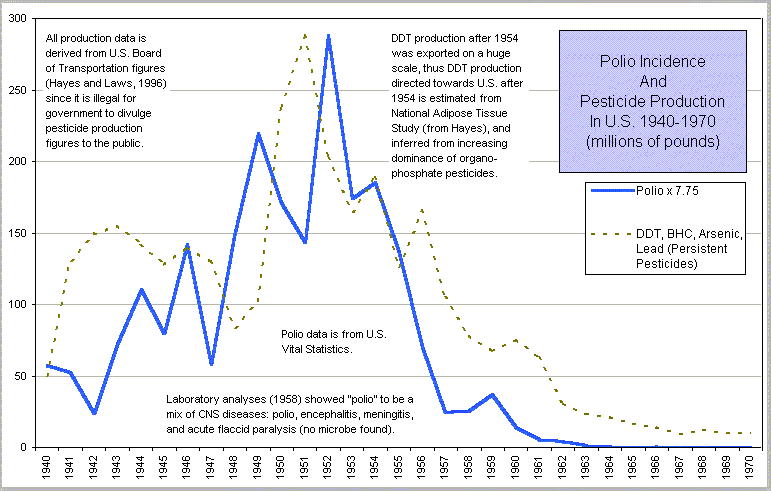 300
250
200
150
100
50
0
All production data is
derived from U.S. Board
of Transportation figures
(Hayes and Laws, 1996)
since it is illegal for
government to divulge
pesticide production
figures to the public.
DDT production after 1954
was exported on a huge
scale, thus DDT production
directed towards U.S. after
1954 is estimated from
National Adipose Tissue
Study (from Hayes), and
inferred from increasing
dominance of organo-
phosphate pesticides.
Polio Incidence
And
Pesticide Production
In U.S. 1940-1970
(millions of pounds)
Polio x 7.75
DDT, BHC, Arsenic,
Lead (Persistent
Pesticides)
Polio data is from U.S.
Vital Statistics.
Laboratory analyses (1958) showed "polio" to be a
mix of CNS diseases: polio, encephalitis, meningitis,
and acute flaccid paralysis (no microbe found).
1940
1941
1942
1943
1944
1945
1946
1947
1948
1949
1950
1951
1952
1953
1954
1955
1956
1957
1958
1959
1960
1961
1962
1963
1964
1965
1966
1967
1968
1969
1970